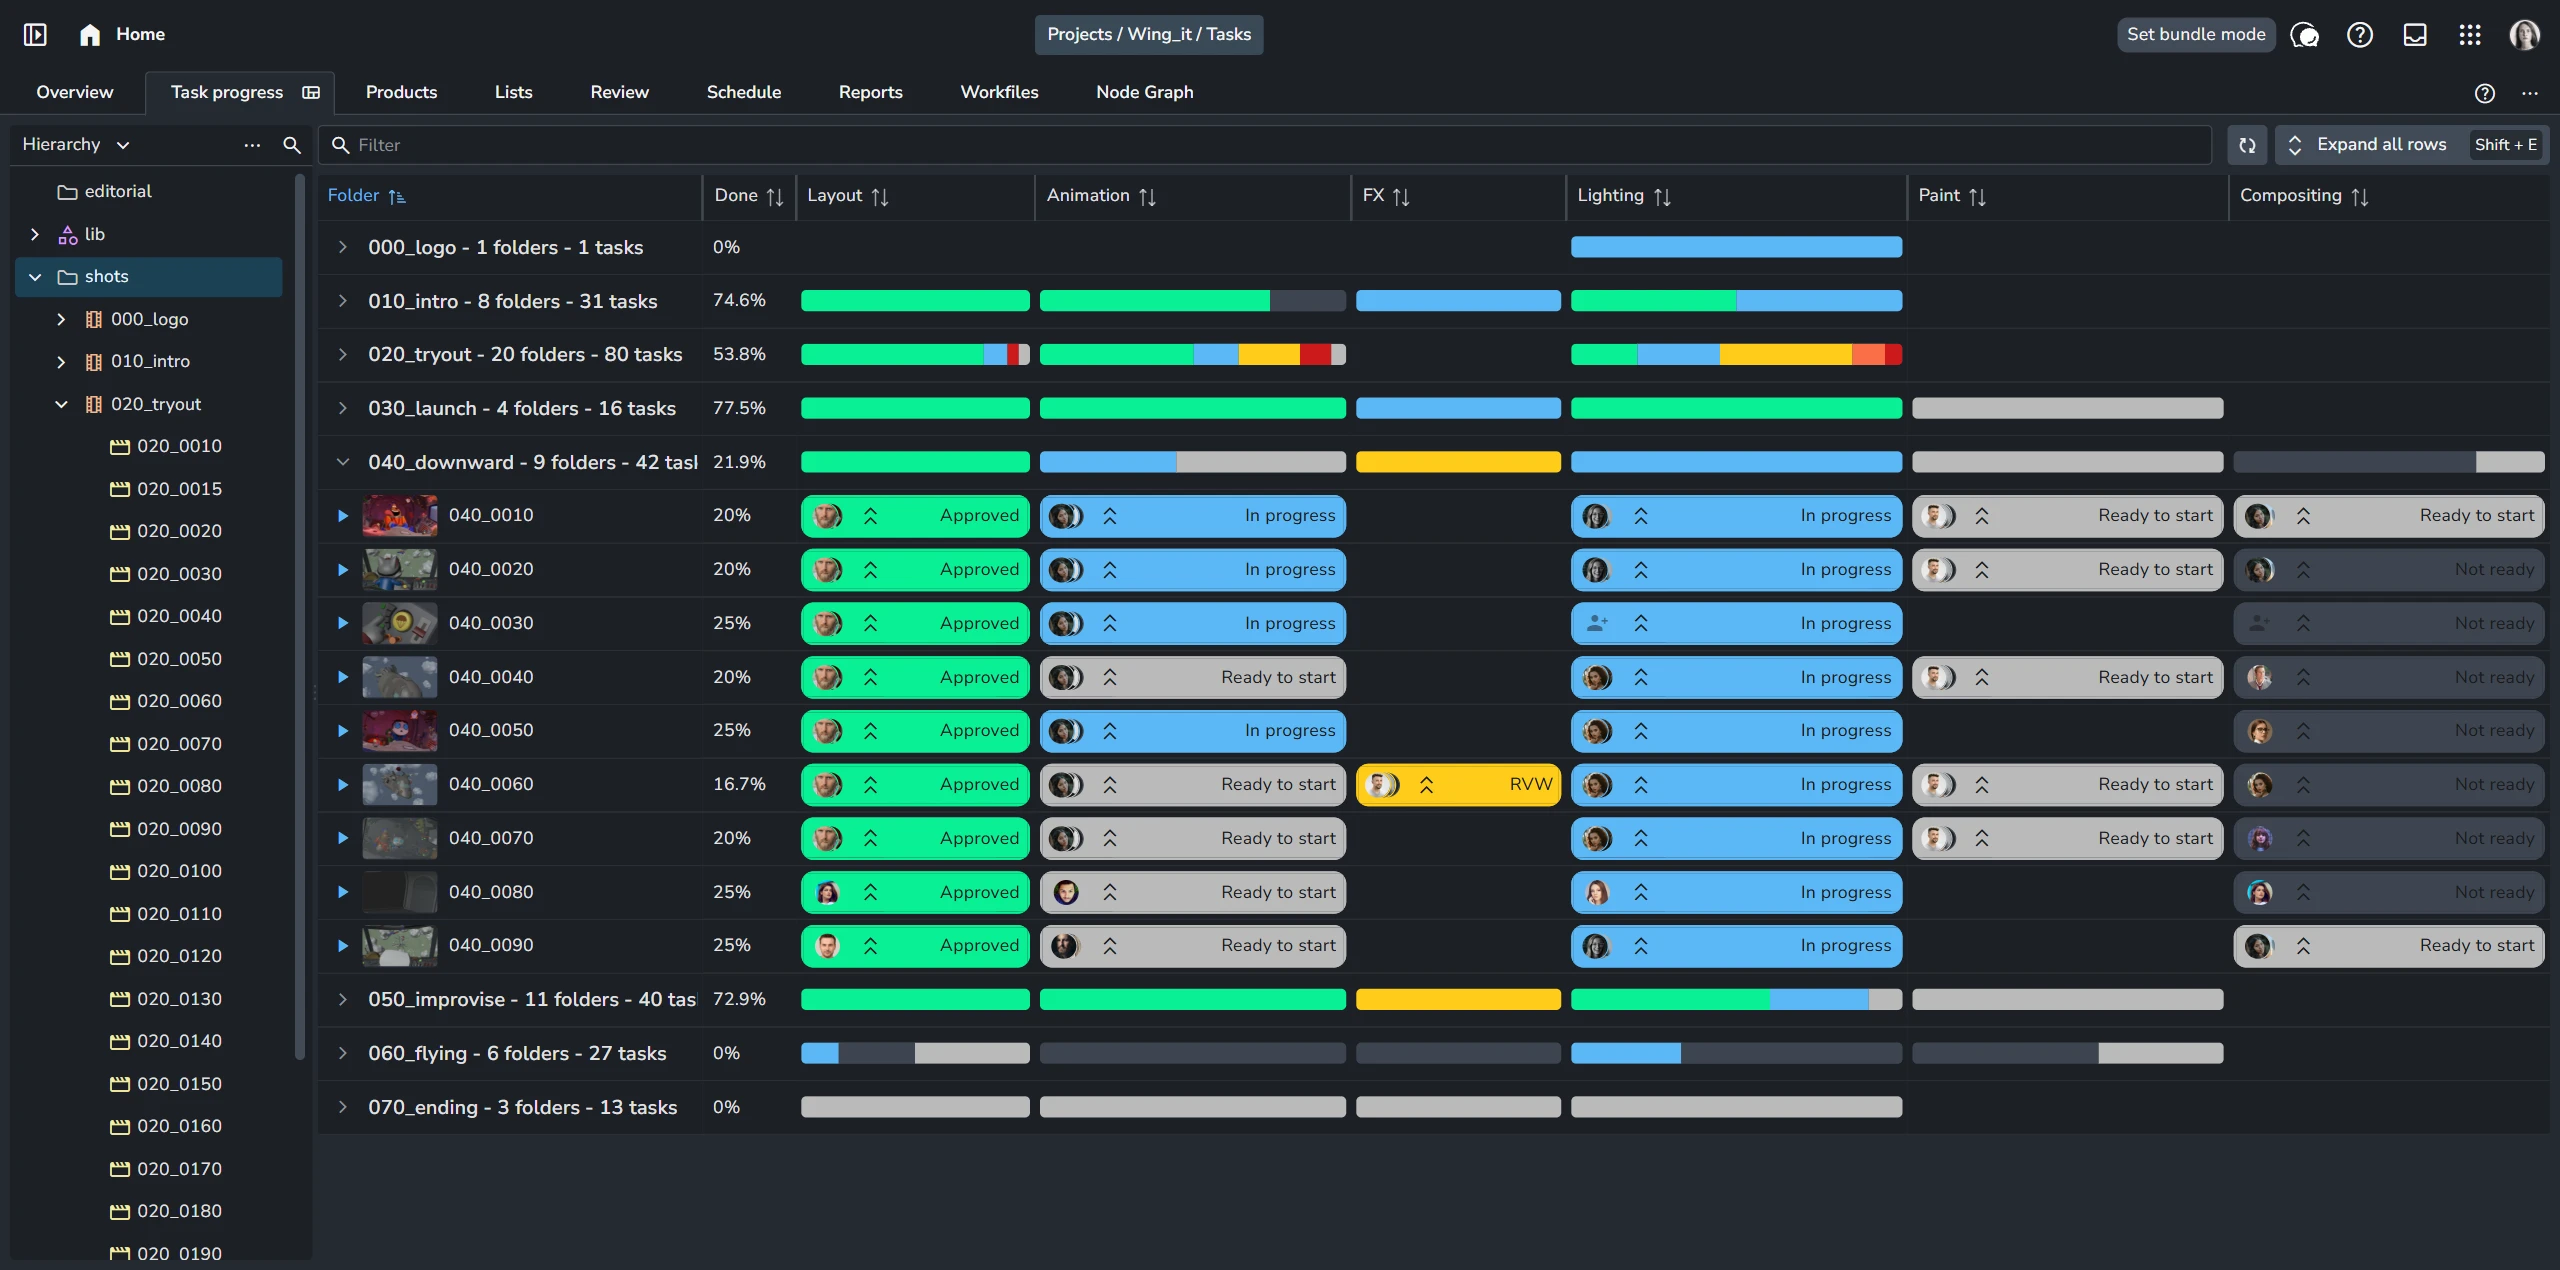 Home
Projects / Wing_it / Tasks
Set bundle mode
Overview
Task progress
Products
Lists
Review
Schedule
Reports
Workfiles
Node Graph
Hierarchy
Filter
Expand all rows
Shift + E
editorial
lib
shots
000_logo
010_intro
020_tryout
020_0010
020_0015
020_0020
020_0030
020_0040
020_0050
020_0060
020_0070
020_0080
020_0090
020_0100
020_0110
020_0120
020_0130
020_0140
020_0150
020_0160
020_0170
020_0180
020_0190
Folder Done Layout Animation FX Lighting Paint Compositing
000_logo - 1 folders - 1 tasks 0%
010_intro - 8 folders - 31 tasks 74.6%
020_tryout - 20 folders - 80 tasks 53.8%
030_launch - 4 folders - 16 tasks 77.5%
040_downward - 9 folders - 42 tasl 21.9%
040_0010 20% Approved In progress In progress Ready to start Ready to start
040_0020 20% Approved In progress In progress Ready to start Not ready
040_0030 25% Approved In progress In progress Not ready
040_0040 20% Approved Ready to start In progress Ready to start Not ready
040_0050 25% Approved In progress In progress Not ready
040_0060 16.7% Approved Ready to start RVW In progress Ready to start Not ready
040_0070 20% Approved Ready to start In progress Ready to start Not ready
040_0080 25% Approved Ready to start In progress Not ready
040_0090 25% Approved Ready to start In progress Ready to start
050_improvise - 11 folders - 40 tas 72.9%
060_flying - 6 folders - 27 tasks 0%
070_ending - 3 folders - 13 tasks 0%